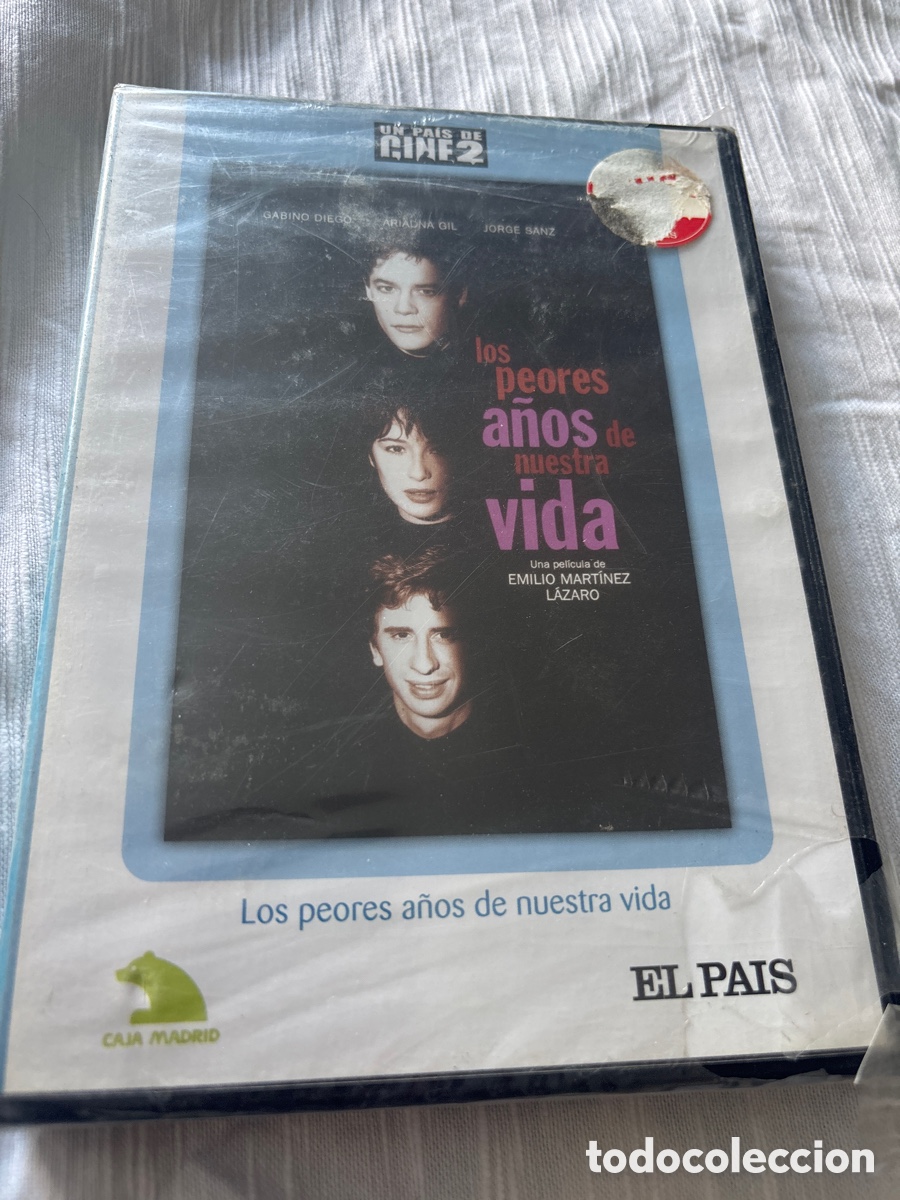 UN PAÍS DE
CINE2
GABINO DIEGO ARIADNA GIL JORGE SANZ
los
peores
años de
nuestra
vida
Una película de
EMILIO MARTÍNEZ
LÁZARO
Los peores años de nuestra vida
CAJA MADRID
EL PAIS
todocoleccion